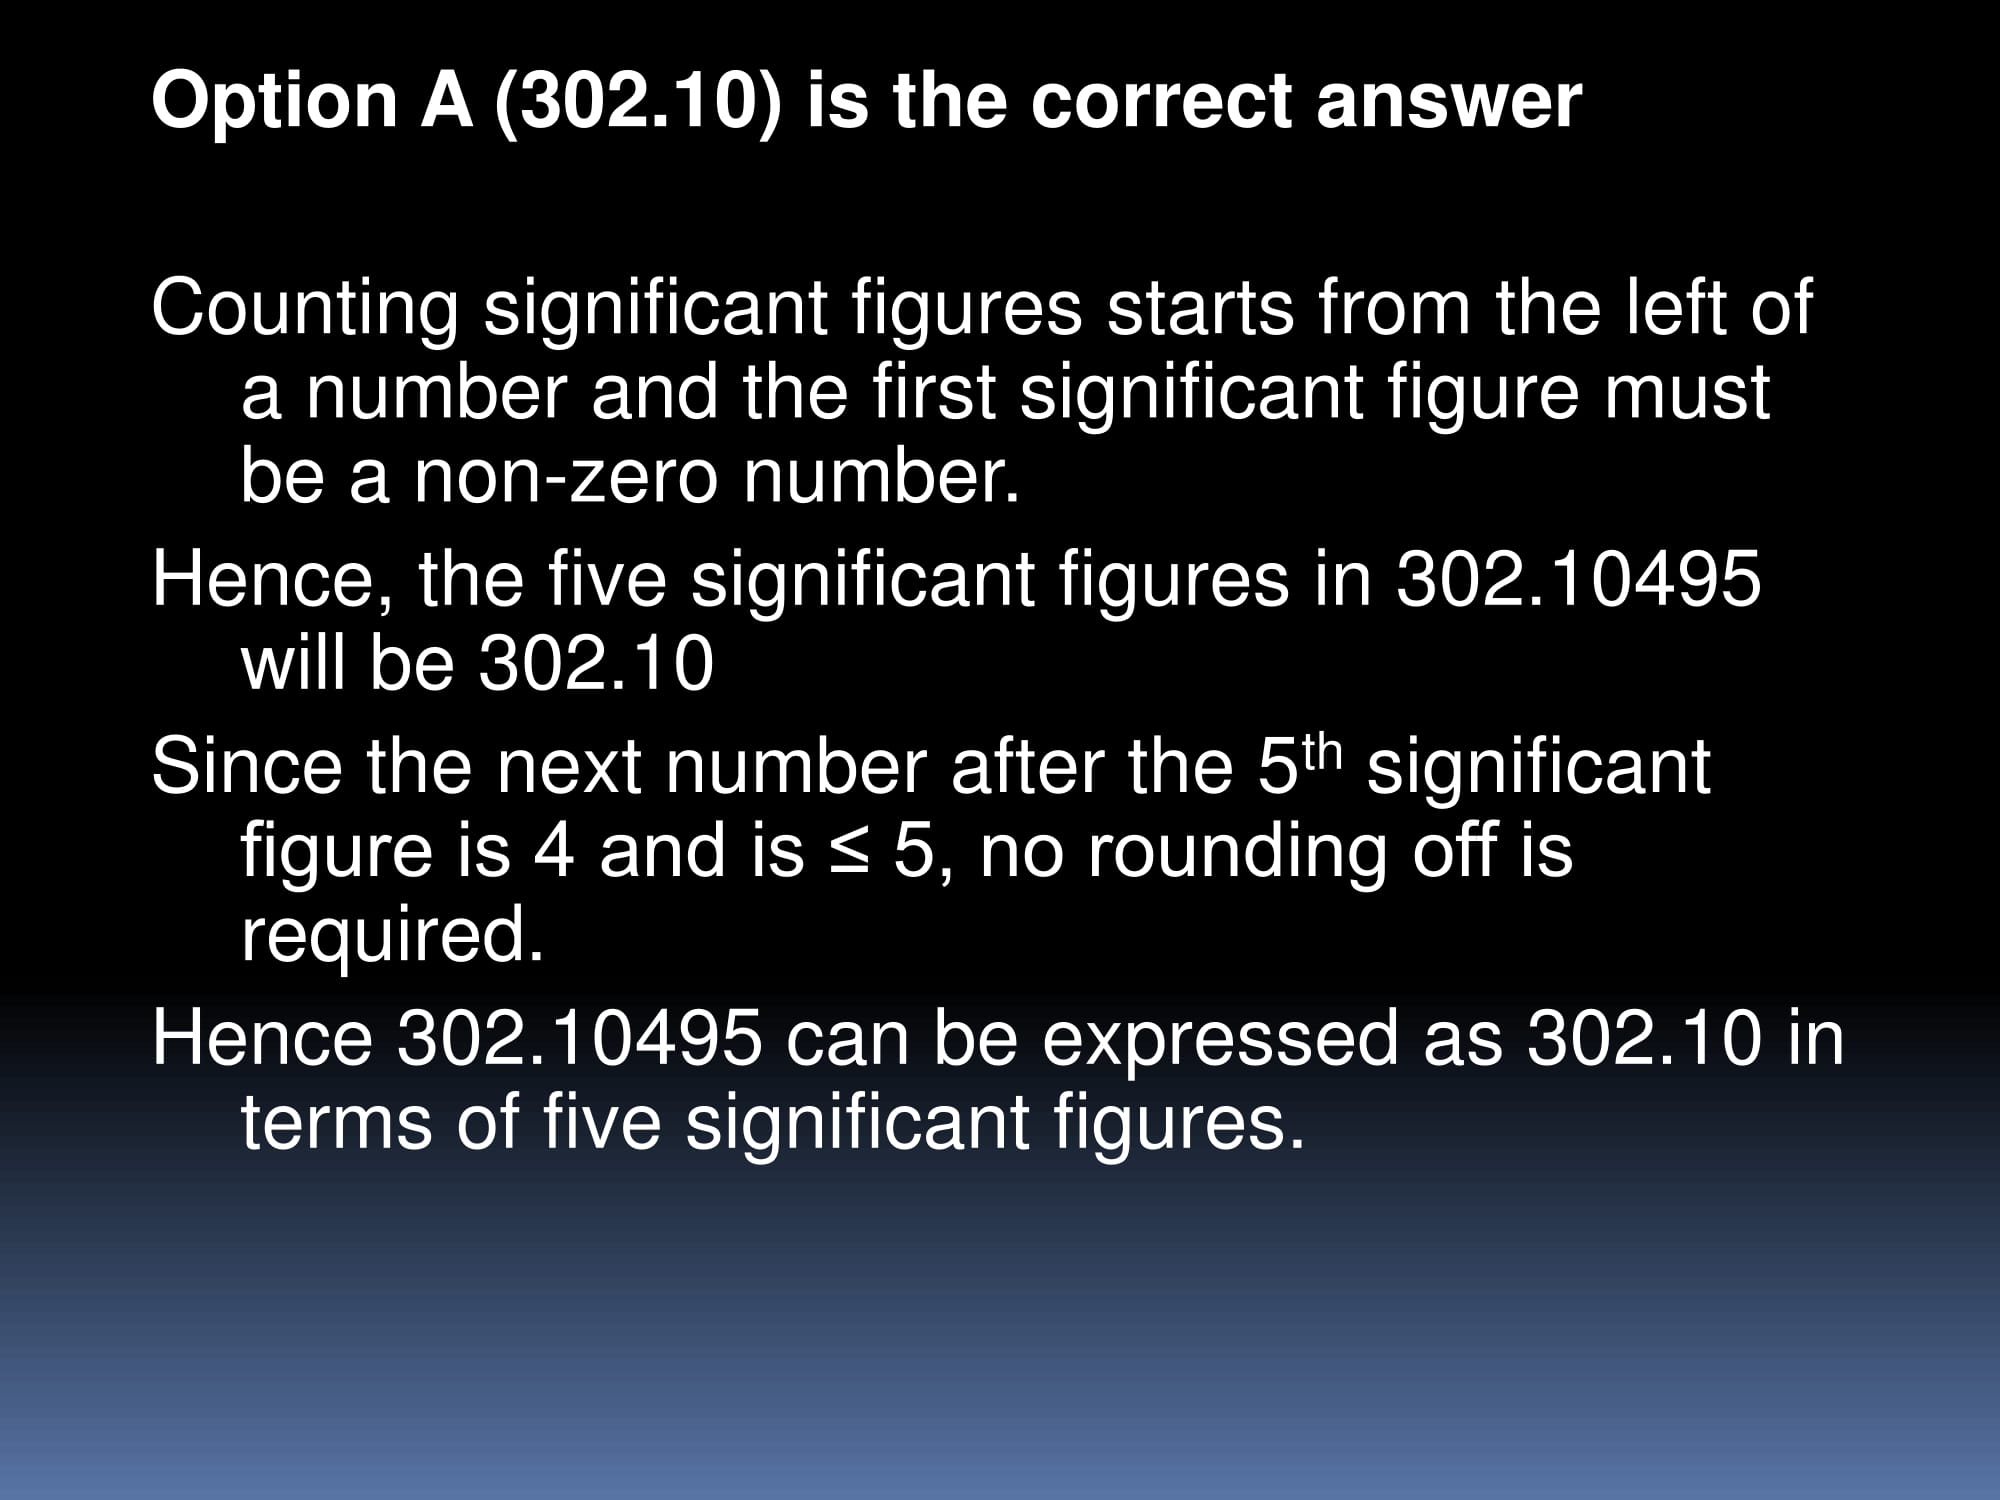 Option A (302.10) is the correct answer
Counting significant figures starts from the left of
a number and the first significant figure must
be a non-zero number.
Hence, the five significant figures in 302.10495
will be 302.10
Since the next number after the 5th significant
figure is 4 and is ≤ 5, no rounding off is
required.
Hence 302.10495 can be expressed as 302.10 in
terms of five significant figures.